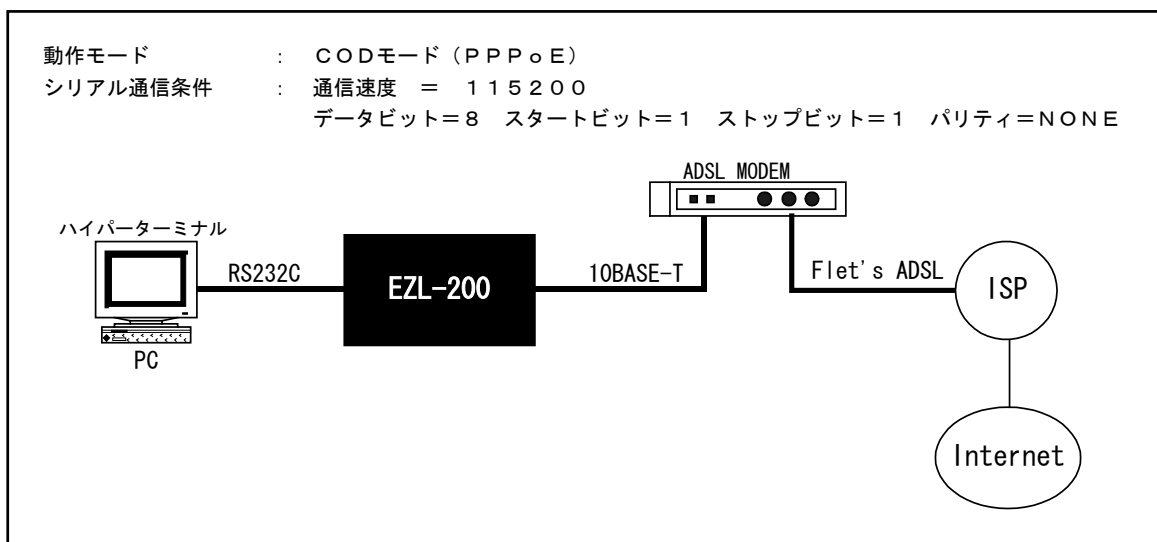 動作モード : CODモード(PPPoE)
シリアル通信条件 : 通信速度 = 115200
データビット=8 スタートビット=1 ストップビット=1 パリティ=NONE
ADSL MODEM
ハイパーターミナル
RS232C
EZL-200
10BASE-T
Flet's ADSL
ISP
PC
Internet